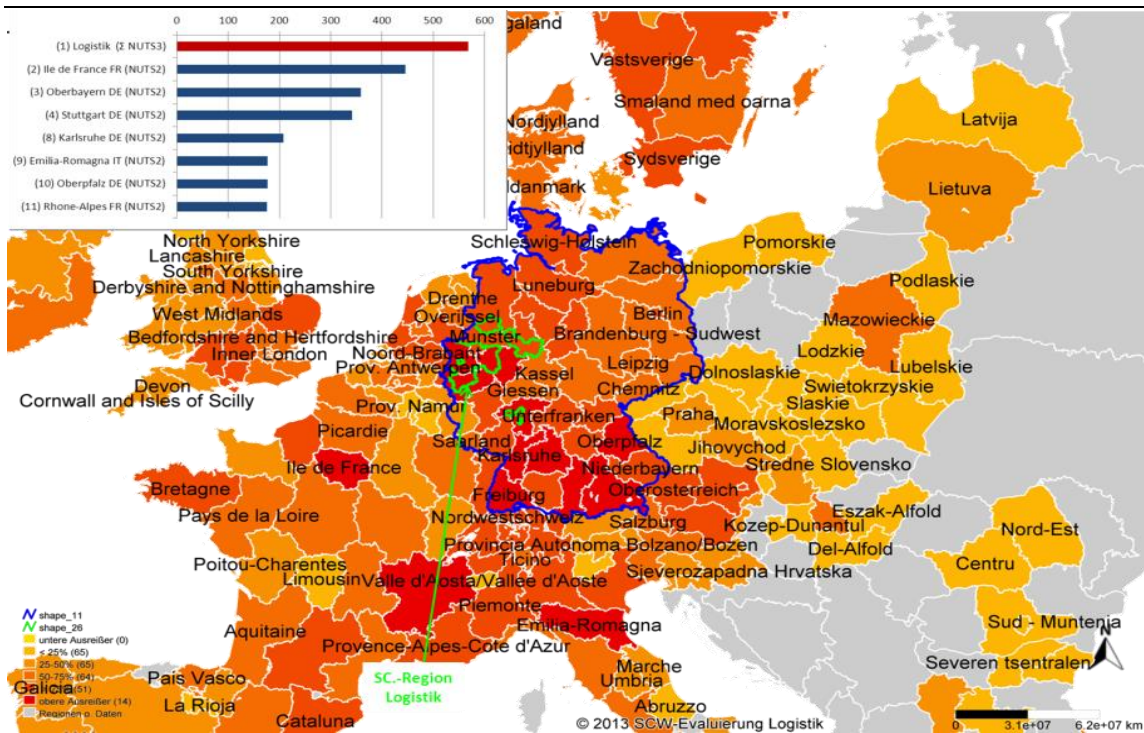 0 100 200 300 400 500 600
(1) Logistik (Σ NUTS3)
(2) Ile de France FR (NUTS2)
(3) Oberbayern DE (NUTS2)
(4) Stuttgart DE (NUTS2)
(8) Karlsruhe DE (NUTS2)
(9) Emilia-Romagna IT (NUTS2)
(10) Oberpfalz DE (NUTS2)
(11) Rhone-Alpes FR (NUTS2)
galand
Vastsverige
Smaland med oarna
Nordjylland
idtjylland
Sydsverige
ldanmark
Latvija
Lietuva
North Yorkshire
Lancashire
South Yorkshire
Derbyshire and Nottinghamshire
West Midlands
Bedfordshire and Hertfordshire
Inner London
Devon
Cornwall and Isles of Scilly
Schleswig-Holstein
Luneburg
Drenthe
Overijssel
Munster
Noord-Brabant
Prov. Antwerpen
Prov. Namur
Zachodniopomorskie
Pomorskie
Podlaskie
Mazowieckie
Berlin
Brandenburg - Sudwest
Leipzig
Kassel
Giessen
Chemnitz
Lodzkie
Lubelskie
Dolnoslaskie
Swietokrzyskie
Slaskie
Praha
Moravskoslezsko
Jihovychod
Stredne Slovensko
Picardie
Saarland
Unterfranken
Karlsruhe
Oberpfalz
Niederbayern
Oberosterreich
Ile de France
Freiburg
Bretagne
Pays de la Loire
Nordwestschweiz
Salzburg
Kozep-Dunantul
Eszak-Alfold
Del-Alfold
Nord-Est
Centru
Provincia Autonoma Bolzano/Bozen
Ticino
Sjeverozapadna Hrvatska
Poitou-Charentes
Limousin
Valle d'Aosta/Vallée d'Aoste
Piemonte
Emilia-Romagna
Aquitaine
Provence-Alpes-Cote d'Azur
Marche
Umbria
Abruzzo
Sud - Muntenia
Severen tsentralen
Pais Vasco
Galicia
La Rioja
Cataluna
SC.-Region
Logistik
shape_11
shape_26
untere Ausreißer (0)
< 25% (65)
25-50% (65)
50-75% (64)
(51)
obere Ausreißer (14)
Regionen o. Daten
N
© 2013 SCW-Evaluierung Logistik
0 3.1e+07 6.2e+07 km